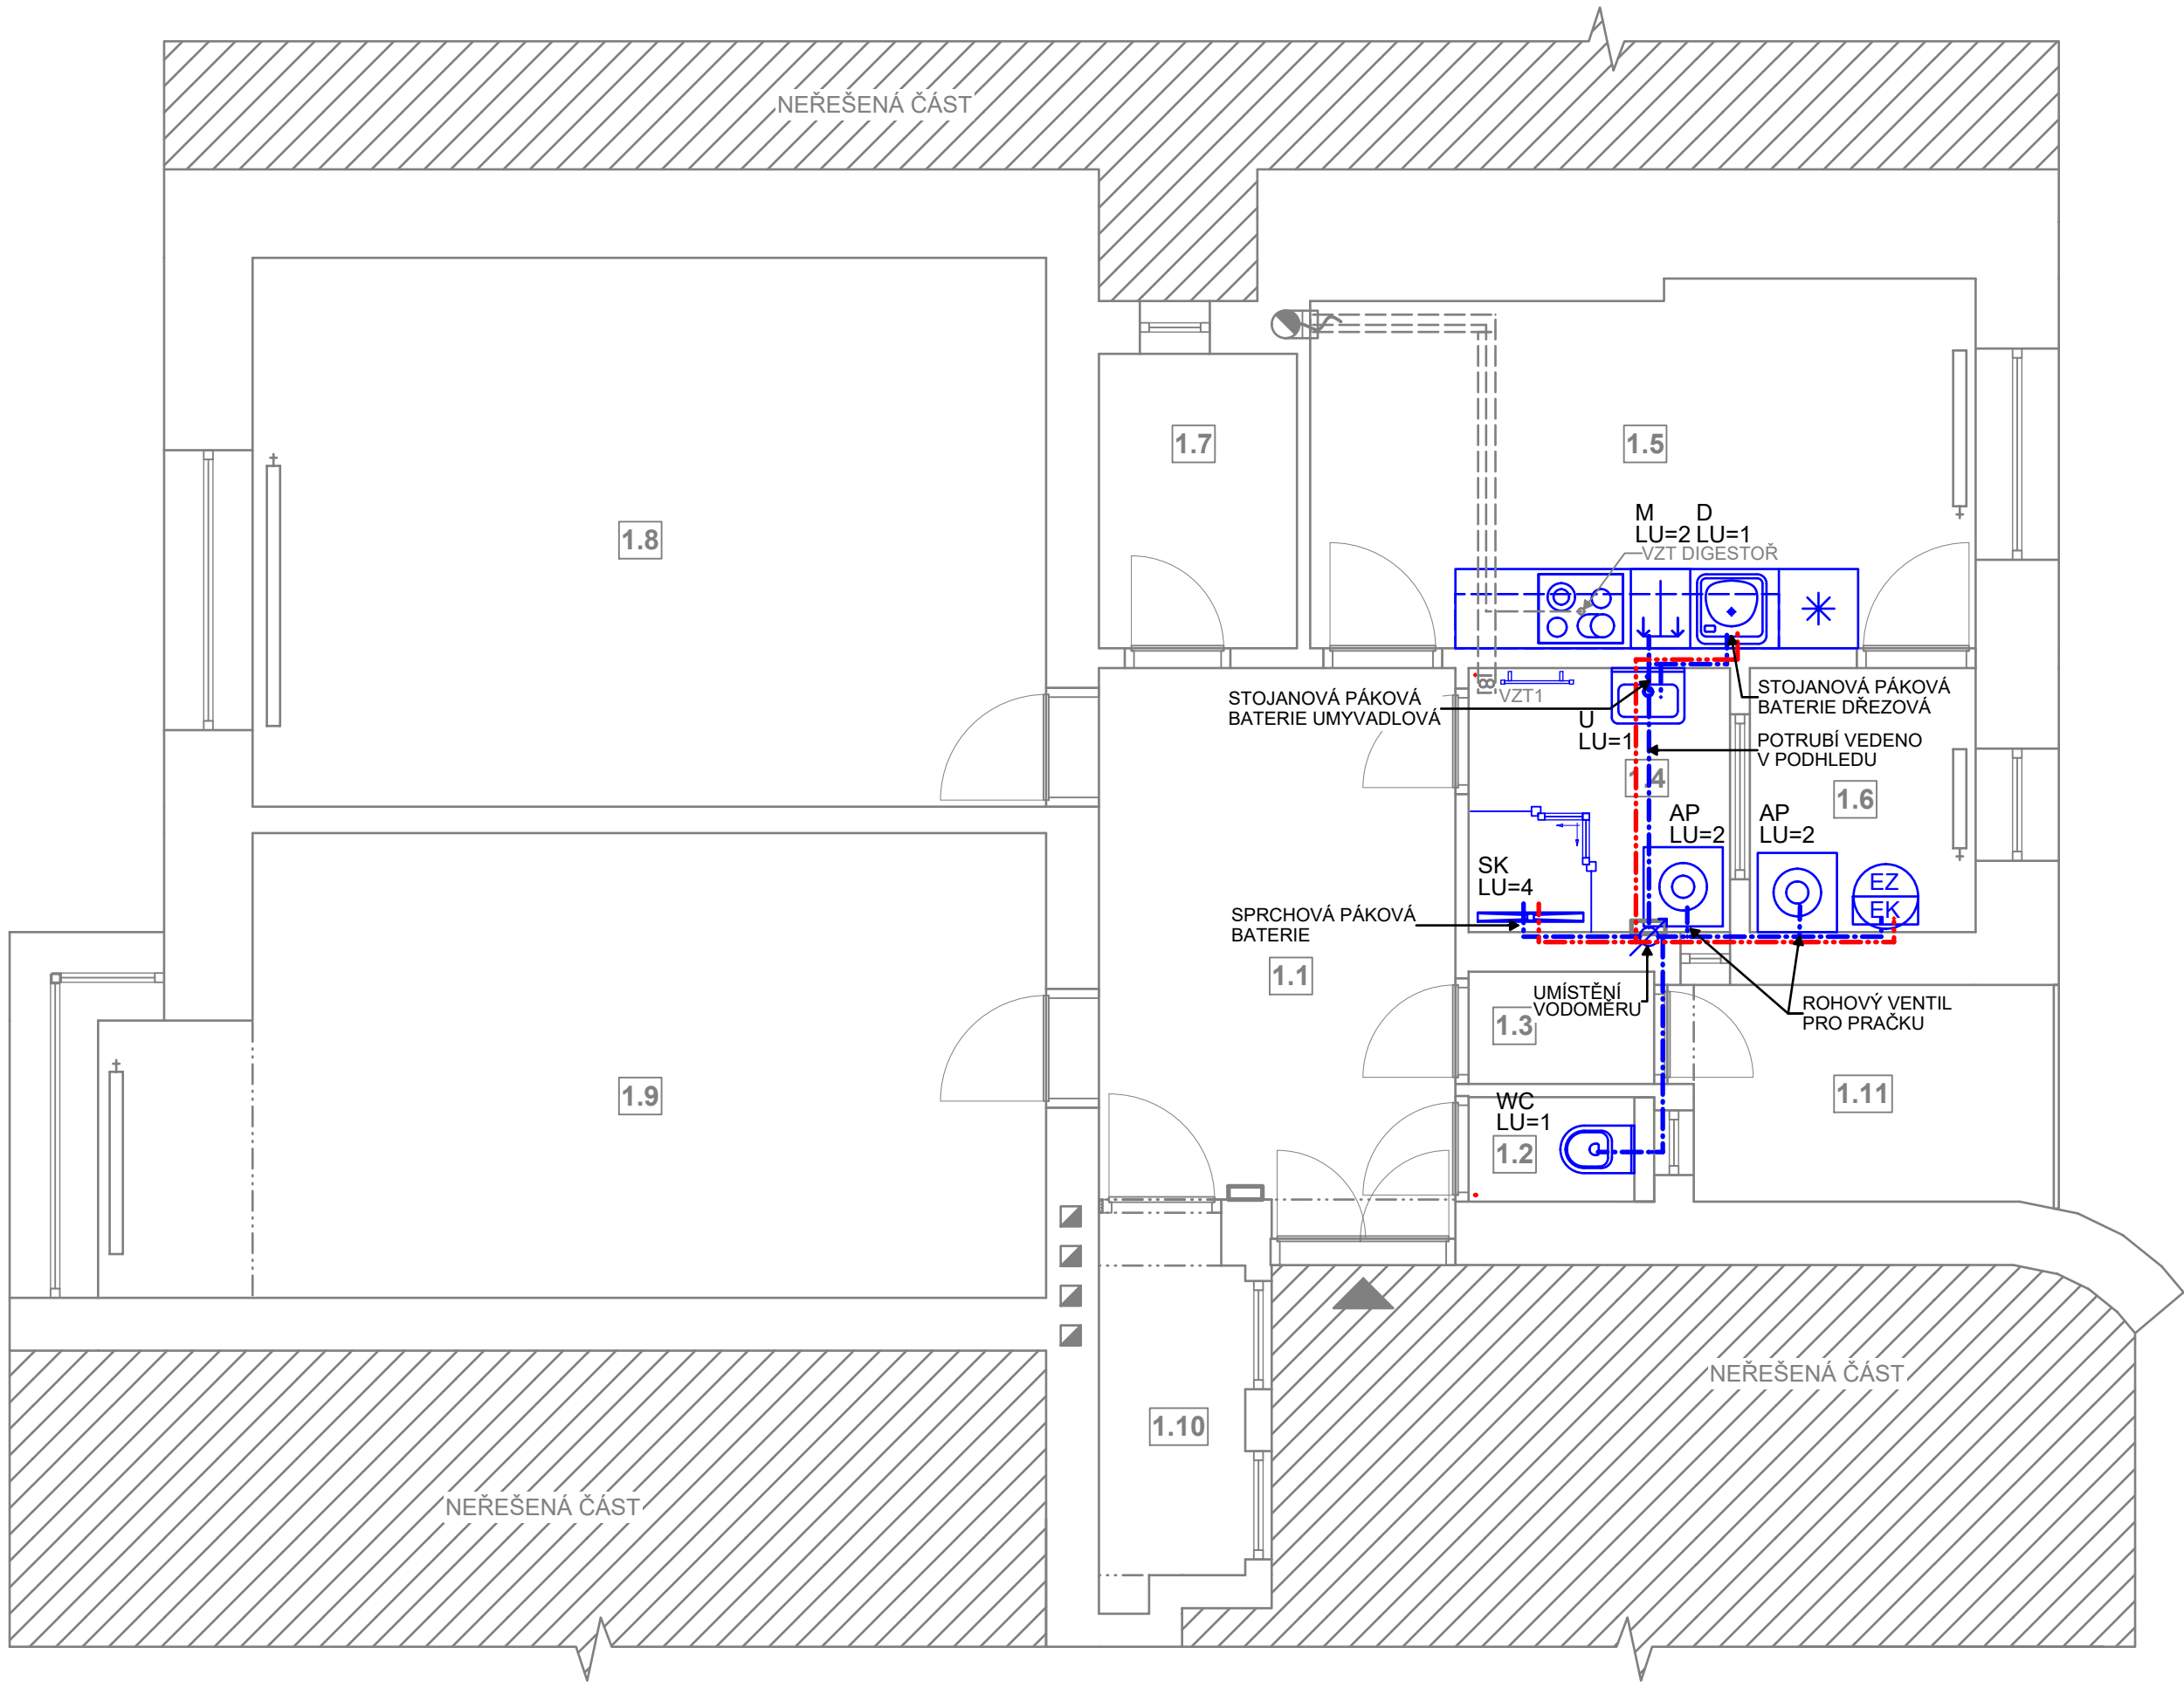 NEŘEŠENÁ ČÁST
1.7
1.5
1.8
M D
LU=2 LU=1
VZT DIGESTOŘ
VZT1
STOJANOVÁ PÁKOVÁ
BATERIE UMYVADLOVÁ
U
LU=1
STOJANOVÁ PÁKOVÁ
BATERIE DŘEZOVÁ
POTRUBÍ VEDENO
V PODHLEDU
1.4
1.6
AP
LU=2
AP
LU=2
SK
LU=4
EZ
EK
SPRCHOVÁ PÁKOVÁ
BATERIE
1.1
UMÍSTĚNÍ
VODOMĚRU
1.3
ROHOVÝ VENTIL
PRO PRAČKU
1.9
WC
LU=1
1.2
1.11
NEŘEŠENÁ ČÁST
1.10
NEŘEŠENÁ ČÁST